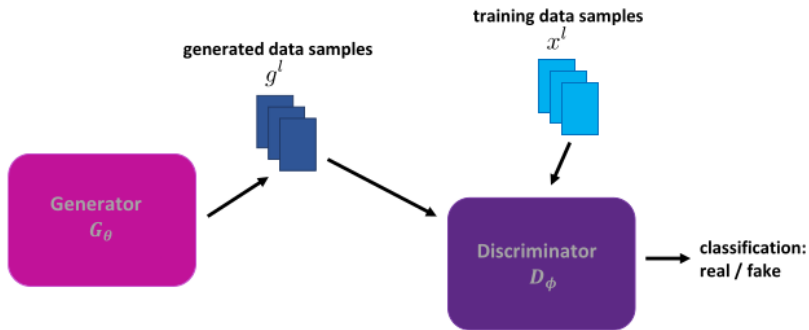 training data samples
x^l
generated data samples
g^l
Generator
G_θ
Discriminator
D_ϕ
classification:
real / fake